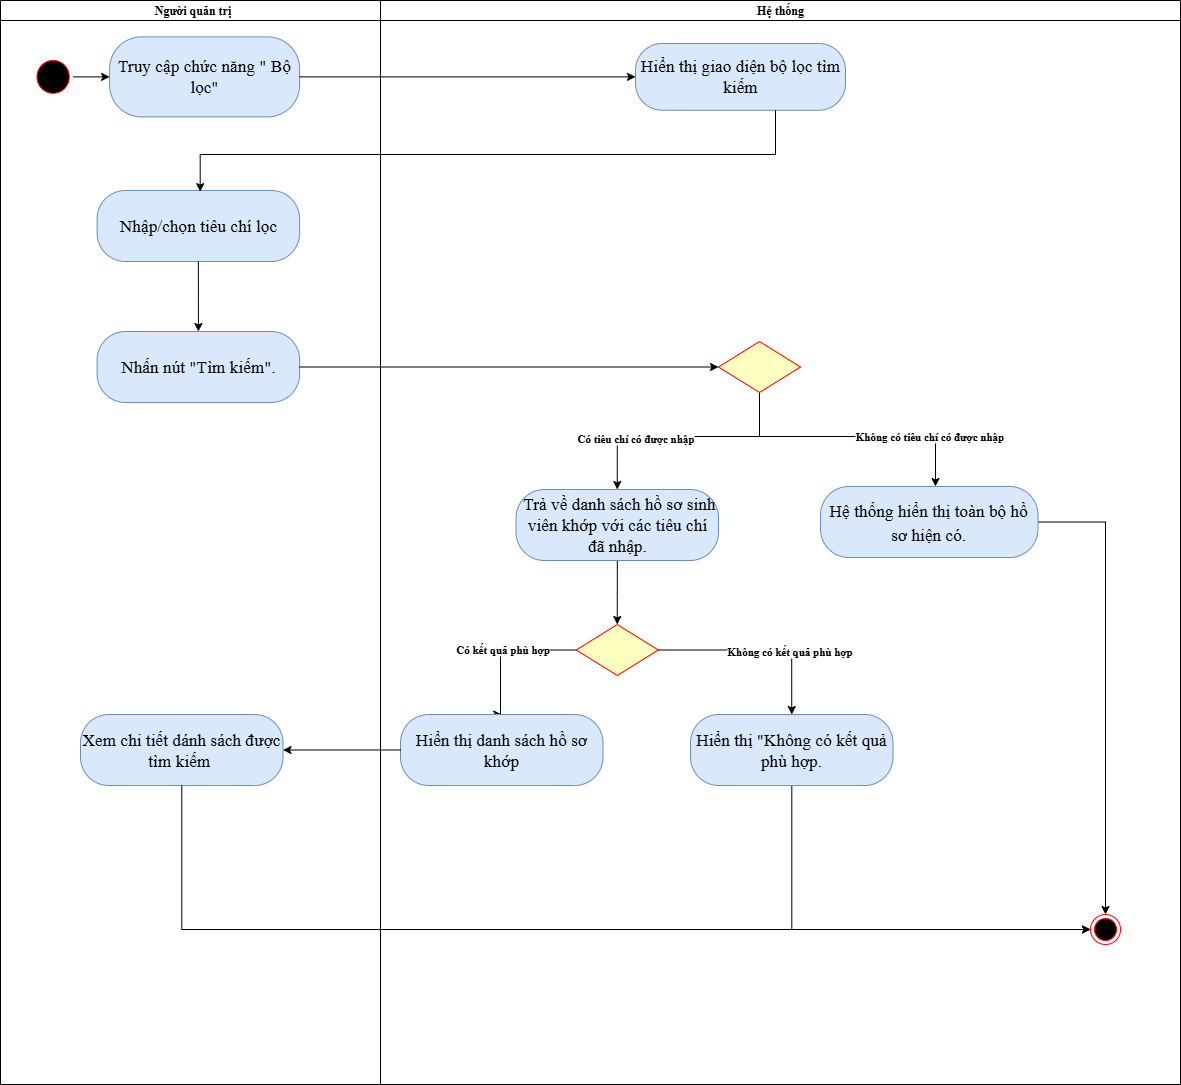 Người quản trị
Hệ thống
Truy cập chức năng " Bộ
lọc"
Hiển thị giao diện bộ lọc tìm
kiếm
Nhập/chọn tiêu chí lọc
Nhấn nút "Tìm kiếm".
Có tiêu chí có được nhập
Không có tiêu chí có được nhập
Trả về danh sách hồ sơ sinh
viên khớp với các tiêu chí
đã nhập.
Hệ thống hiển thị toàn bộ hồ
sơ hiện có.
Có kết quả phù hợp
Không có kết quả phù hợp
Xem chi tiết dánh sách được
tìm kiếm
Hiển thị danh sách hồ sơ
khớp
Hiển thị "Không có kết quả
phù hợp.